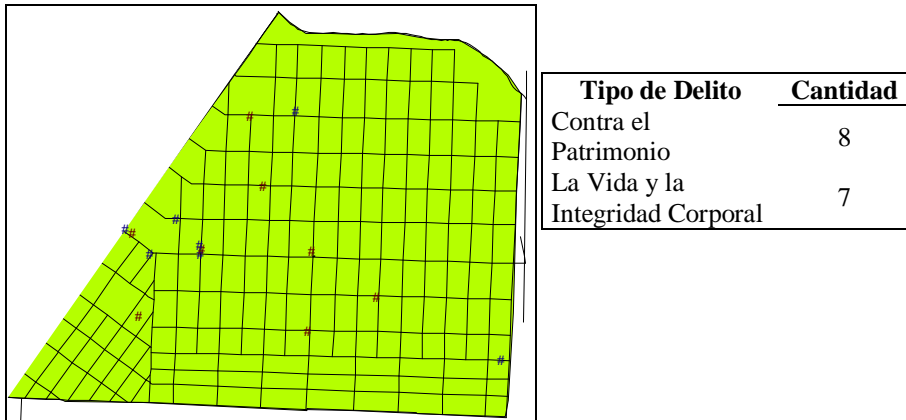 Tipo de Delito Cantidad
Contra el
Patrimonio 8
La Vida y la
Integridad Corporal 7
# #
#
#
# #
#
# #
#
#
#
#
#
#